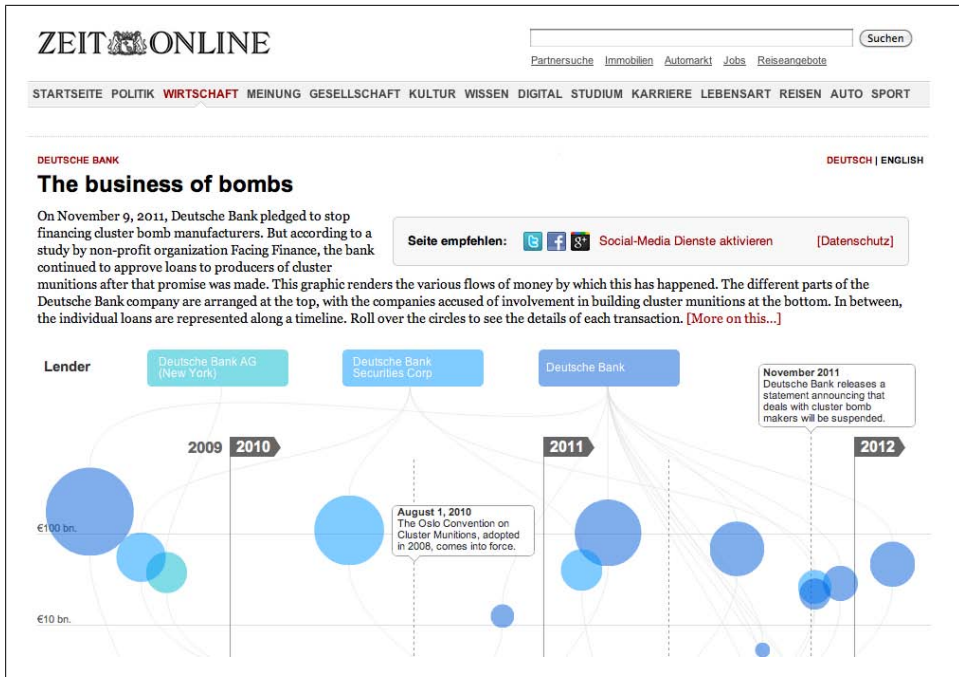 ZEIT ONLINE
Suchen
Partnersuche Immobilien Automarkt Jobs Reiseangebote
STARTSEITE POLITIK WIRTSCHAFT MEINUNG GESELLSCHAFT KULTUR WISSEN DIGITAL STUDIUM KARRIERE LEBENSART REISEN AUTO SPORT
DEUTSCHE BANK
DEUTSCH | ENGLISH
The business of bombs
On November 9, 2011, Deutsche Bank pledged to stop
financing cluster bomb manufacturers. But according to a
study by non-profit organization Facing Finance, the bank
continued to approve loans to producers of cluster
munitions after that promise was made. This graphic renders the various flows of money by which this has happened. The different parts of the
Deutsche Bank company are arranged at the top, with the companies accused of involvement in building cluster munitions at the bottom. In between,
the individual loans are represented along a timeline. Roll over the circles to see the details of each transaction. [More on this...]
Seite empfehlen: Social-Media Dienste aktivieren [Datenschutz]
Lender
Deutsche Bank AG
(New York)
Deutsche Bank
Securities Corp
Deutsche Bank
November 2011
Deutsche Bank releases a
statement announcing that
deals with cluster bomb
makers will be suspended.
2009 2010
2011
2012
August 1, 2010
The Oslo Convention on
Cluster Munitions, adopted
in 2008, comes into force.
€100 bn.
€10 bn.